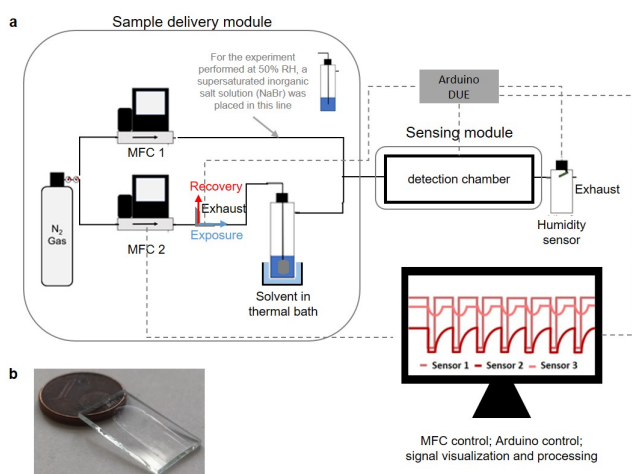 a
Sample delivery module
For the experiment
performed at 50% RH, a
supersaturated inorganic
salt solution (NaBr) was
placed in this line
Arduino
DUE
MFC 1
Sensing module
detection chamber
Exhaust
Humidity
sensor
N2
Gas
Recovery
Exhaust
Exposure
MFC 2
Solvent in
thermal bath
Sensor 1 Sensor 2 Sensor 3
b
MFC control; Arduino control;
signal visualization and processing